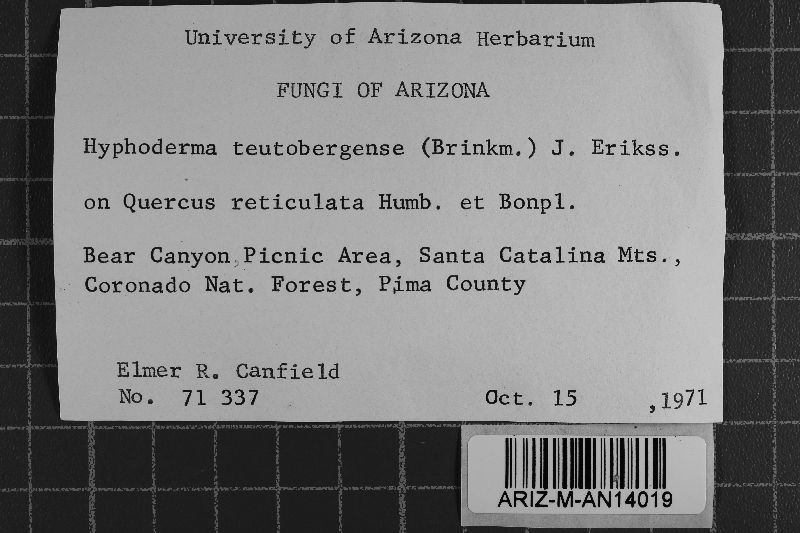 University of Arizona Herbarium
FUNGI OF ARIZONA
Hyphoderma teutobergense (Brinkm.) J. Erikss.
on Quercus reticulata Humb. et Bonpl.
Bear Canyon Picnic Area, Santa Catalina Mts.,
Coronado Nat. Forest, Pima County
Elmer R. Canfield
No. 71 337 Oct. 15 ,1971
ARIZ-M-AN14019